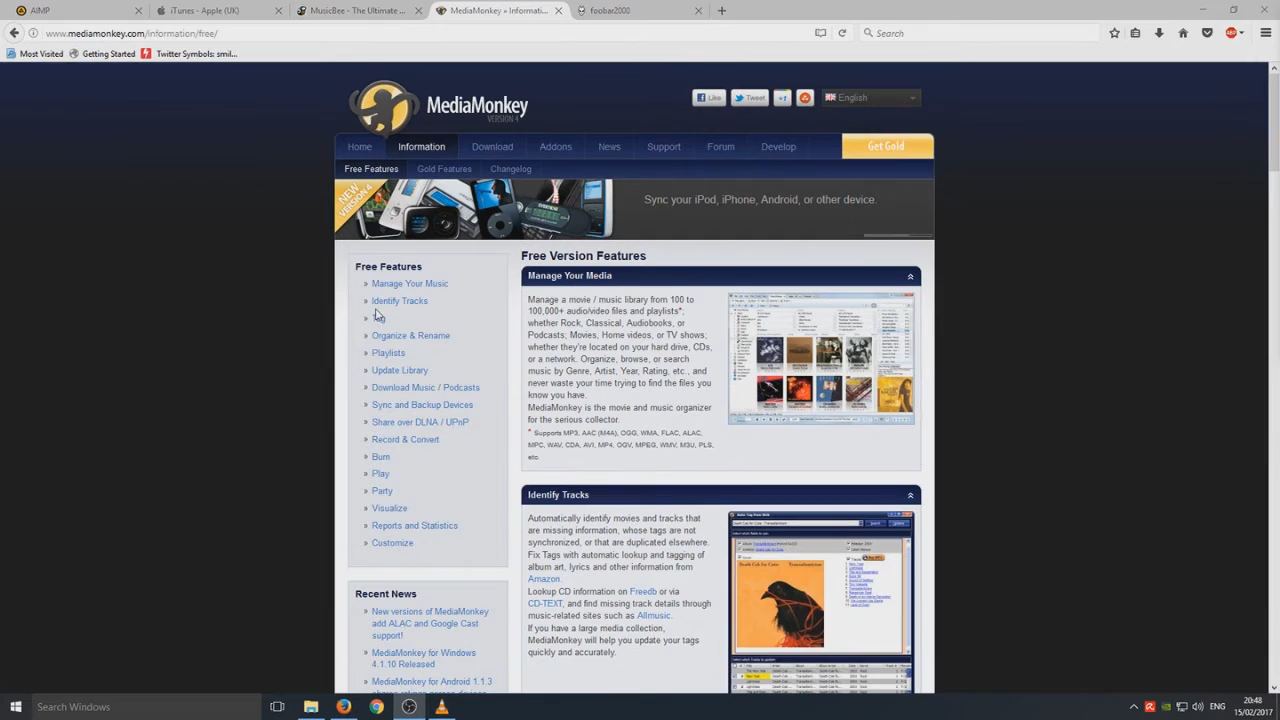 AIMP
iTunes - Apple (UK)
MusicBee - The Ultimate ...
MediaMonkey » Informati...
foobar2000
www.mediamonkey.com/information/free/
Search
Most Visited
Getting Started
Twitter Symbols: smil...
MediaMonkey
VERSION 4
Like
Tweet
+1
English
Home
Information
Download
Addons
News
Support
Forum
Develop
Get Gold
Free Features
Gold Features
Changelog
NEW
VERSION 4
Sync your iPod, iPhone, Android, or other device.
Free Features
» Manage Your Music
» Identify Tracks
» Tag
» Organize & Rename
» Playlists
» Update Library
» Download Music / Podcasts
» Sync and Backup Devices
» Share over DLNA / UPnP
» Record & Convert
» Burn
» Play
» Party
» Visualize
» Reports and Statistics
» Customize
Recent News
» New versions of MediaMonkey
add ALAC and Google Cast
support!
» MediaMonkey for Windows
4.1.10 Released
» MediaMonkey for Android 1.1.3
Free Version Features
Manage Your Media
Manage a movie / music library from 100 to
100,000+ audio/video files and playlists*,
whether Rock, Classical, Audiobooks, or
Podcasts, Movies, Home videos, or TV shows;
whether they're located on your hard drive, CDs,
or a network. Organize, browse, or search
music by Genre, Artist, Year, Rating, etc., and
never waste your time trying to find the files you
know you have.
MediaMonkey is the movie and music organizer
for the serious collector.
* Supports MP3, AAC (M4A), OGG, WMA, FLAC, ALAC,
MPC, WAV, CDA, AVI, MP4, OGV, MPEG, WMV, M3U, PLS,
etc.
Identify Tracks
Automatically identify movies and tracks that
are missing information, whose tags are not
synchronized, or that are duplicated elsewhere.
Fix Tags with automatic lookup and tagging of
album art, lyrics and other information from
Amazon.
Lookup CD information on Freedb or via
CD-TEXT, and find missing track details through
music-related sites such as Allmusic.
If you have a large media collection,
MediaMonkey will help you update your tags
quickly and accurately.
Search Windows
ENG
20:48
15/02/2017